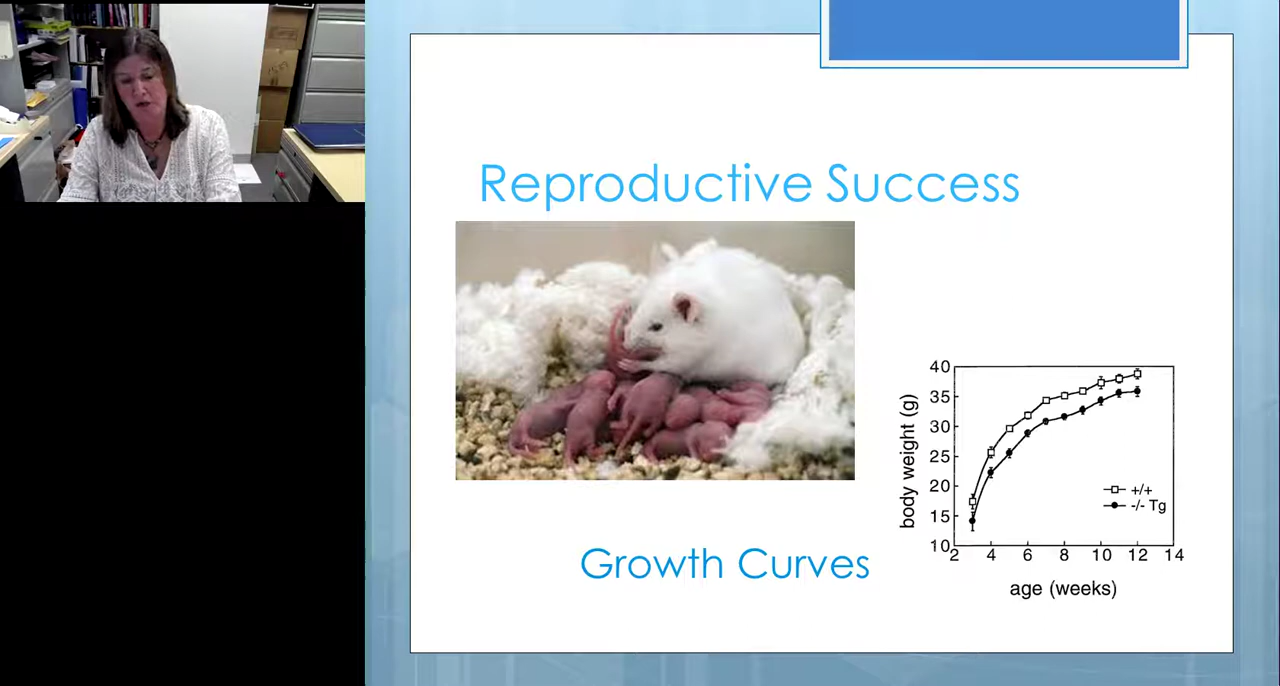 Reproductive Success
40
35
30
25
20
15
10
body weight (g)
+/+
-/- Tg
2 4 6 8 10 12 14
age (weeks)
Growth Curves